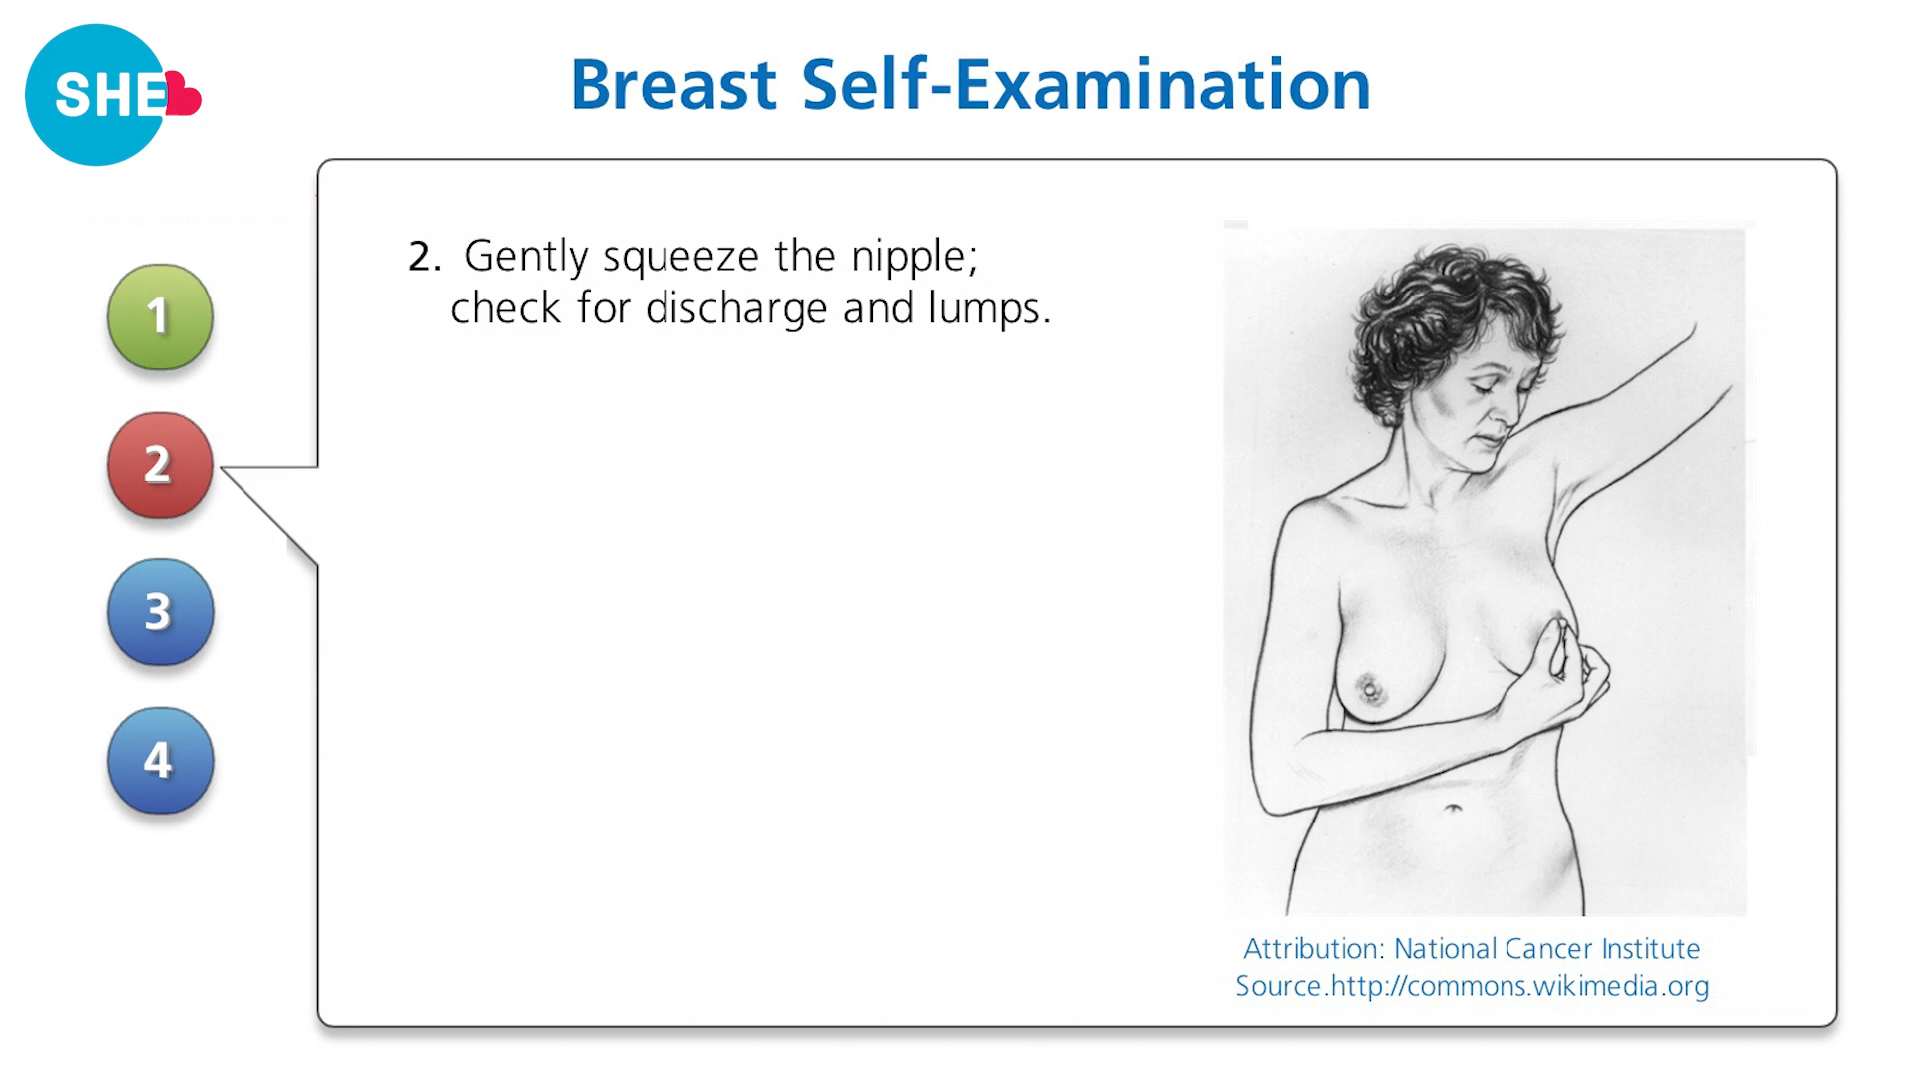 SHE
Breast Self-Examination
1
2
3
4
2. Gently squeeze the nipple;
check for discharge and lumps.
Attribution: National Cancer Institute
Source.http://commons.wikimedia.org